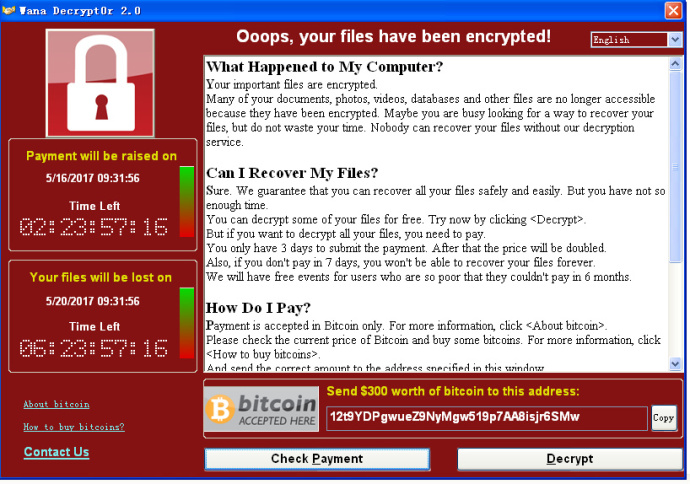 Wana Decrypt0r 2.0
Ooops, your files have been encrypted!
English
Payment will be raised on
5/16/2017 09:31:56
Time Left
02:23:57:16
Your files will be lost on
5/20/2017 09:31:56
Time Left
06:23:57:16
About bitcoin
How to buy bitcoins?
Contact Us
What Happened to My Computer?
Your important files are encrypted.
Many of your documents, photos, videos, databases and other files are no longer accessible
because they have been encrypted. Maybe you are busy looking for a way to recover your
files, but do not waste your time. Nobody can recover your files without our decryption
service.
Can I Recover My Files?
Sure. We guarantee that you can recover all your files safely and easily. But you have not so
enough time.
You can decrypt some of your files for free. Try now by clicking <Decrypt>.
But if you want to decrypt all your files, you need to pay.
You only have 3 days to submit the payment. After that the price will be doubled.
Also, if you don't pay in 7 days, you won't be able to recover your files forever.
We will have free events for users who are so poor that they couldn't pay in 6 months.
How Do I Pay?
Payment is accepted in Bitcoin only. For more information, click <About bitcoin>.
Please check the current price of Bitcoin and buy some bitcoins. For more information, click
<How to buy bitcoins>.
And send the correct amount to the address specified in this window.
bitcoin
ACCEPTED HERE
Send $300 worth of bitcoin to this address:
12t9YDPgwueZ9NyMgw519p7AA8isjr6SMw
Copy
Check Payment
Decrypt